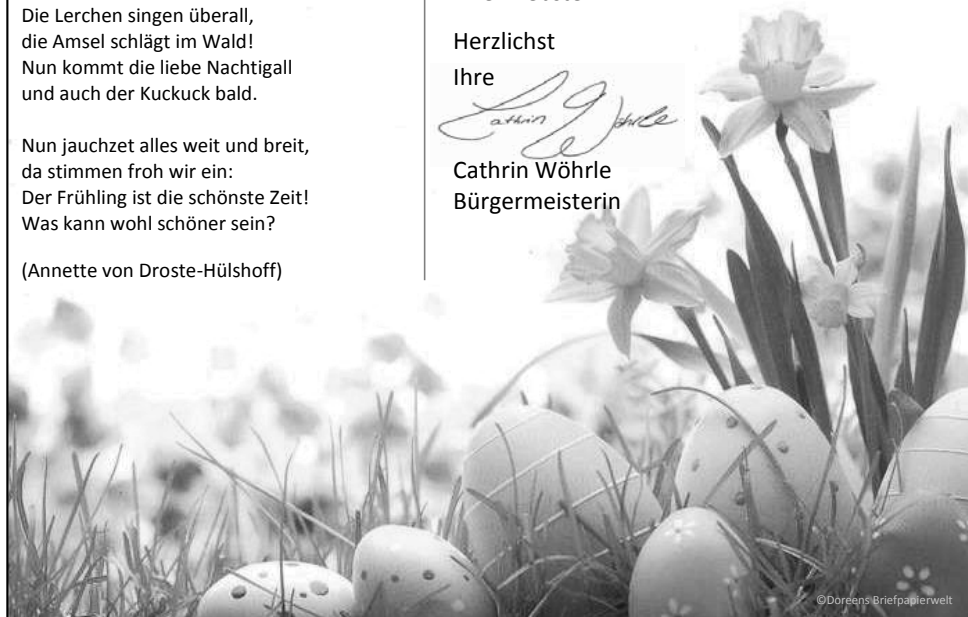 Die Lerchen singen überall,
die Amsel schlägt im Wald!
Nun kommt die liebe Nachtigall
und auch der Kuckuck bald.
Nun jauchzet alles weit und breit,
da stimmen froh wir ein:
Der Frühling ist die schönste Zeit!
Was kann wohl schöner sein?
(Annette von Droste-Hülshoff)
Herzlichst
Ihre
Cathrin Wöhrle
Cathrin Wöhrle
Bürgermeisterin
©Doreens Briefpapierwelt